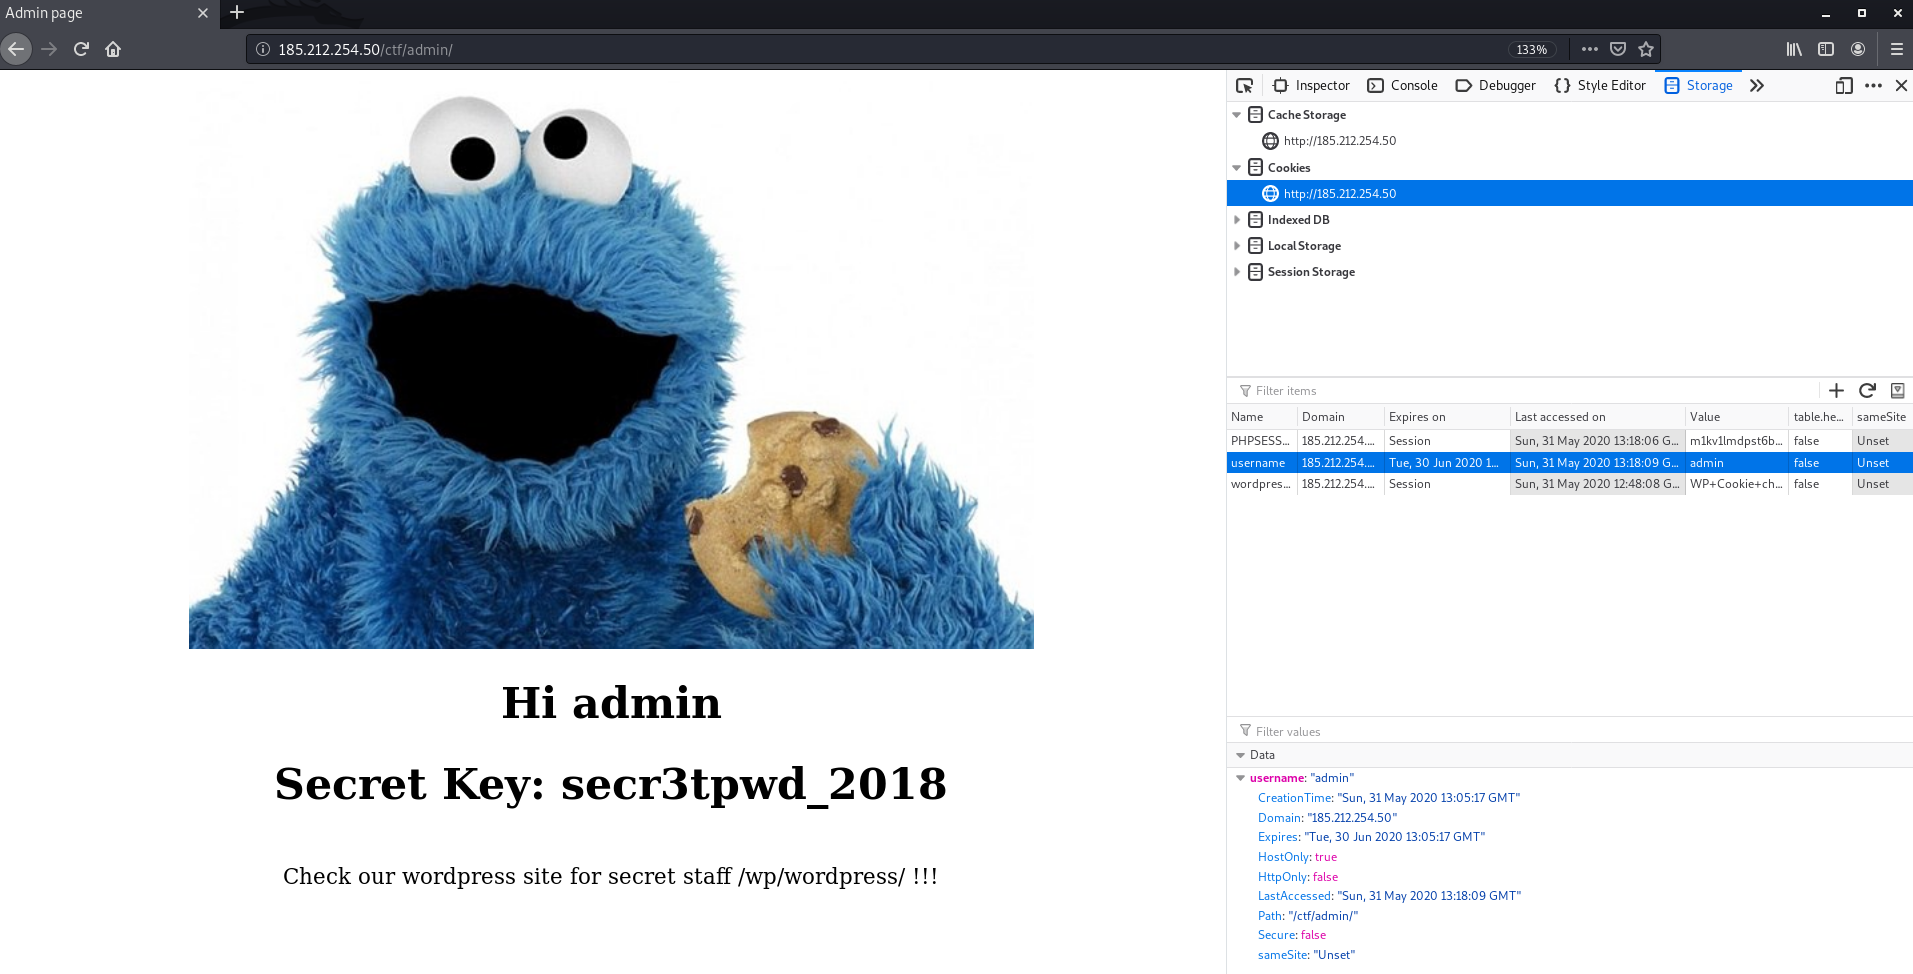 Admin page
185.212.254.50/ctf/admin/
133%
Inspector
Console
Debugger
Style Editor
Storage
Cache Storage
http://185.212.254.50
Cookies
http://185.212.254.50
Indexed DB
Local Storage
Session Storage
Filter items
Name Domain Expires on Last accessed on Value table.he... sameSite
PHPSESS... 185.212.254.... Session Sun, 31 May 2020 13:18:06 G... m1kv1lmdpst6b... false Unset
username 185.212.254.... Tue, 30 Jun 2020 1... Sun, 31 May 2020 13:18:09 G... admin false Unset
wordpres... 185.212.254.... Session Sun, 31 May 2020 12:48:08 G... WP+Cookie+ch... false Unset
Hi admin
Secret Key: secr3tpwd_2018
Check our wordpress site for secret staff /wp/wordpress/ !!!
Filter values
Data
username: "admin"
CreationTime: "Sun, 31 May 2020 13:05:17 GMT"
Domain: "185.212.254.50"
Expires: "Tue, 30 Jun 2020 13:05:17 GMT"
HostOnly: true
HttpOnly: false
LastAccessed: "Sun, 31 May 2020 13:18:09 GMT"
Path: "/ctf/admin/"
Secure: false
sameSite: "Unset"